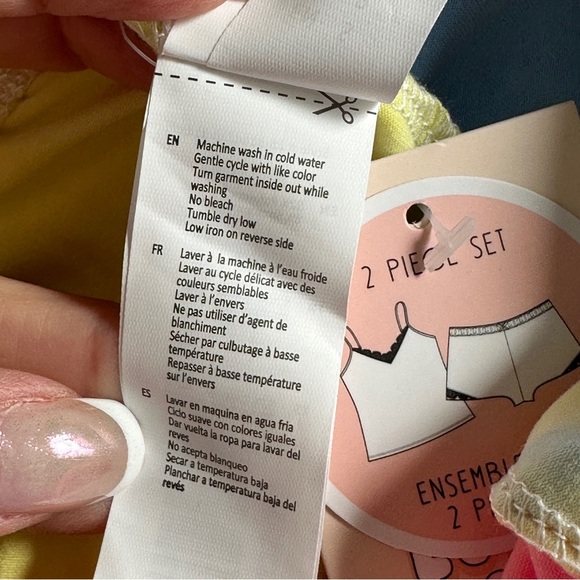 EN Machine wash in cold water
Gentle cycle with like color
Turn garment inside out while
washing
No bleach
Tumble dry low
Low iron on reverse side
FR Laver à la machine à l'eau froide
Laver au cycle délicat avec des
couleurs semblables
Laver à l'envers
Ne pas utiliser d'agent de
blanchiment
Sécher par culbutage à basse
température
Repasser à basse température
sur l'envers
ES Lavar en maquina en agua fria
Ciclo suave con colores iguales
Dar vuelta la ropa para lavar del
reves
No acepta blanqueo
Secar a temperatura baja
Planchar a temperatura baja del
revés
2 PIECE SET
ENSEMBL
2 P